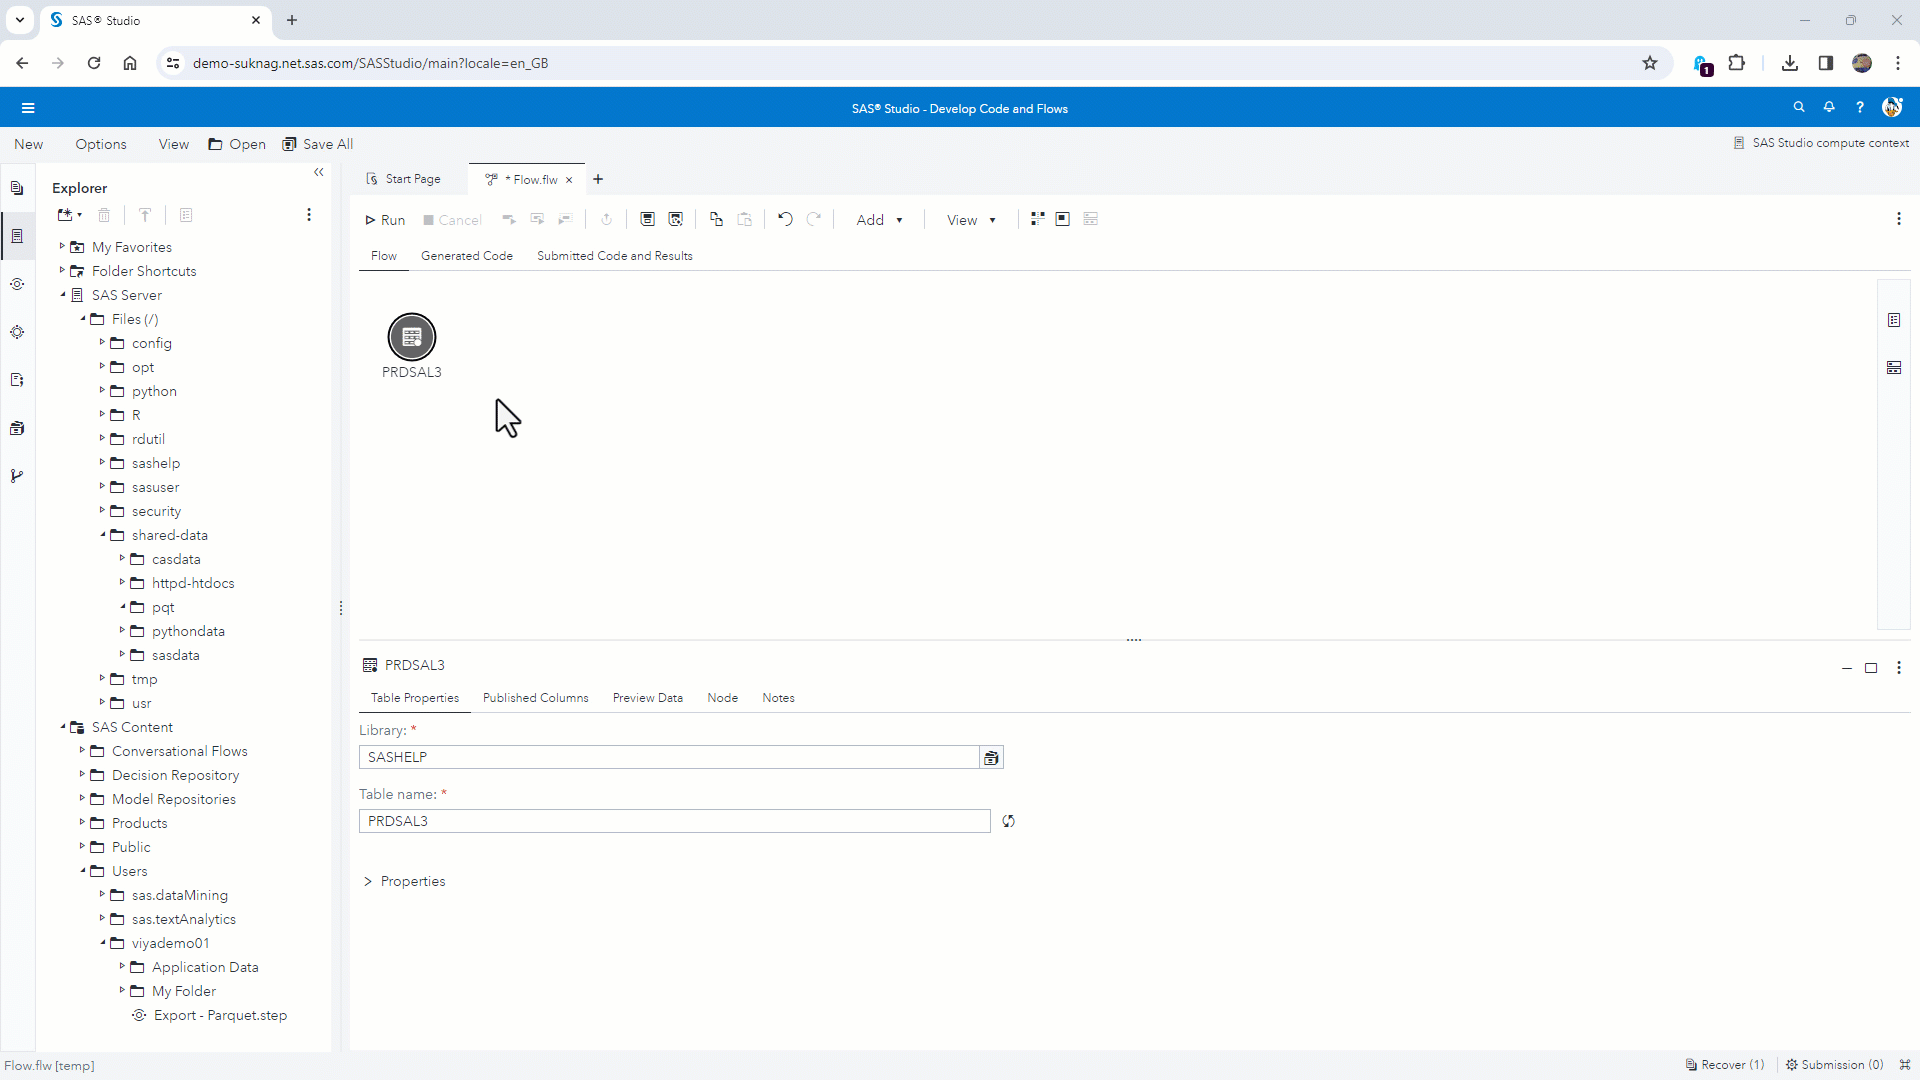 SAS® Studio
demo-suknag.net.sas.com/SASStudio/main?locale=en_GB
1
SAS® Studio - Develop Code and Flows
?
New Options View Open Save All
SAS Studio compute context
Explorer
My Favorites
Folder Shortcuts
SAS Server
Files (/)
config
opt
python
R
rdutil
sashelp
sasuser
security
shared-data
casdata
httpd-htdocs
pqt
pythondata
sasdata
tmp
usr
SAS Content
Conversational Flows
Decision Repository
Model Repositories
Products
Public
Users
sas.dataMining
sas.textAnalytics
viyademo01
Application Data
My Folder
Export - Parquet.step
Start Page
* Flow.flw
Run Cancel Add View
Flow Generated Code Submitted Code and Results
PRDSAL3
PRDSAL3
Table Properties Published Columns Preview Data Node Notes
Library: *
SASHELP
Table name: *
PRDSAL3
Properties
Flow.flw [temp]
Recover (1) Submission (0)